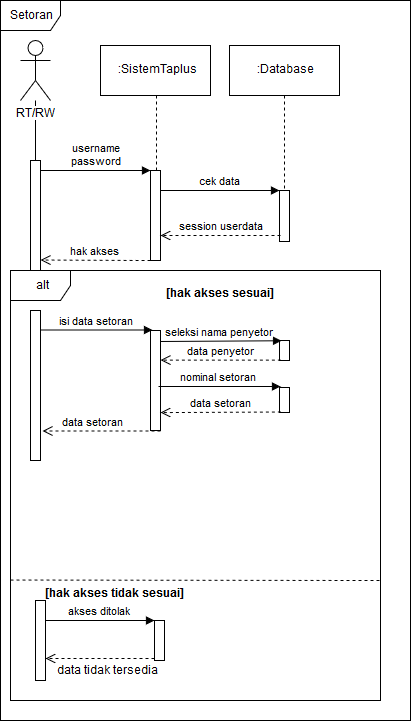 Setoran
:SistemTaplus
:Database
RT/RW
username
password
cek data
session userdata
hak akses
alt
[hak akses sesuai]
isi data setoran
seleksi nama penyetor
data penyetor
nominal setoran
data setoran
data setoran
[hak akses tidak sesuai]
akses ditolak
data tidak tersedia